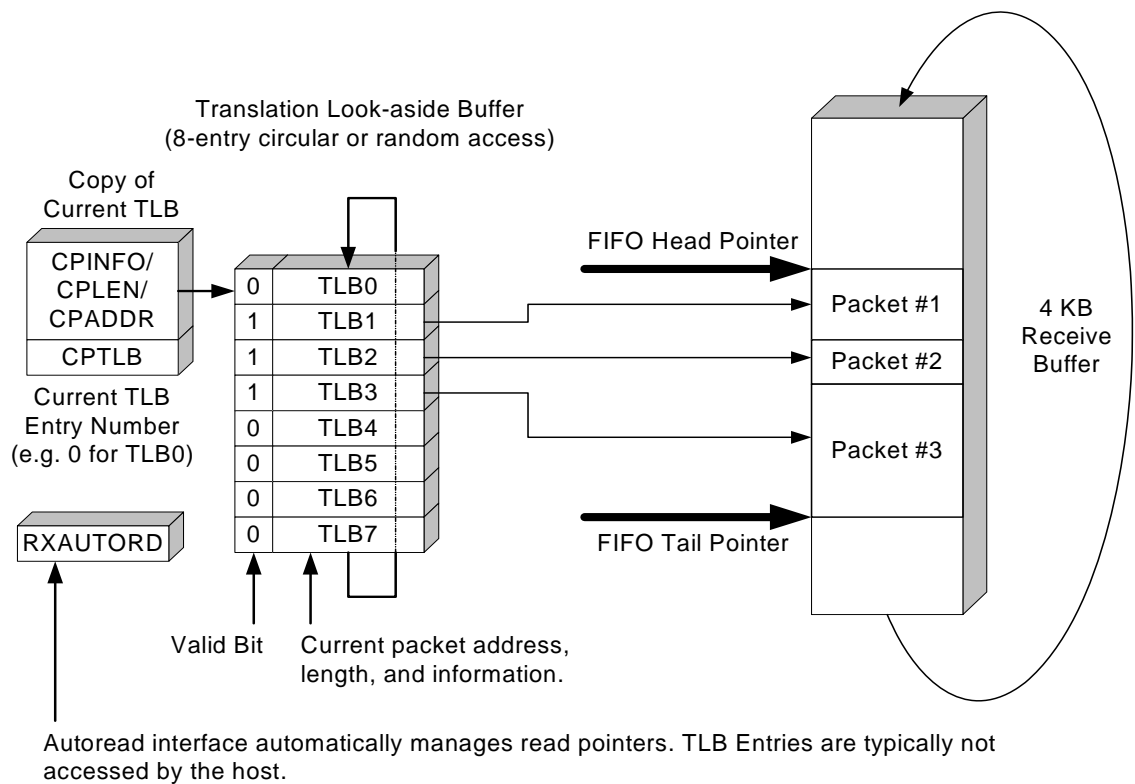 Translation Look-aside Buffer
(8-entry circular or random access)
Copy of
Current TLB
CPINFO/
CPLEN/
CPADDR
CPTLB
Current TLB
Entry Number
(e.g. 0 for TLB0)
RXAUTORD
0 TLB0
1 TLB1
1 TLB2
1 TLB3
0 TLB4
0 TLB5
0 TLB6
0 TLB7
Valid Bit
Current packet address,
length, and information.
FIFO Head Pointer
Packet #1
Packet #2
Packet #3
FIFO Tail Pointer
4 KB
Receive
Buffer
Autoread interface automatically manages read pointers. TLB Entries are typically not
accessed by the host.